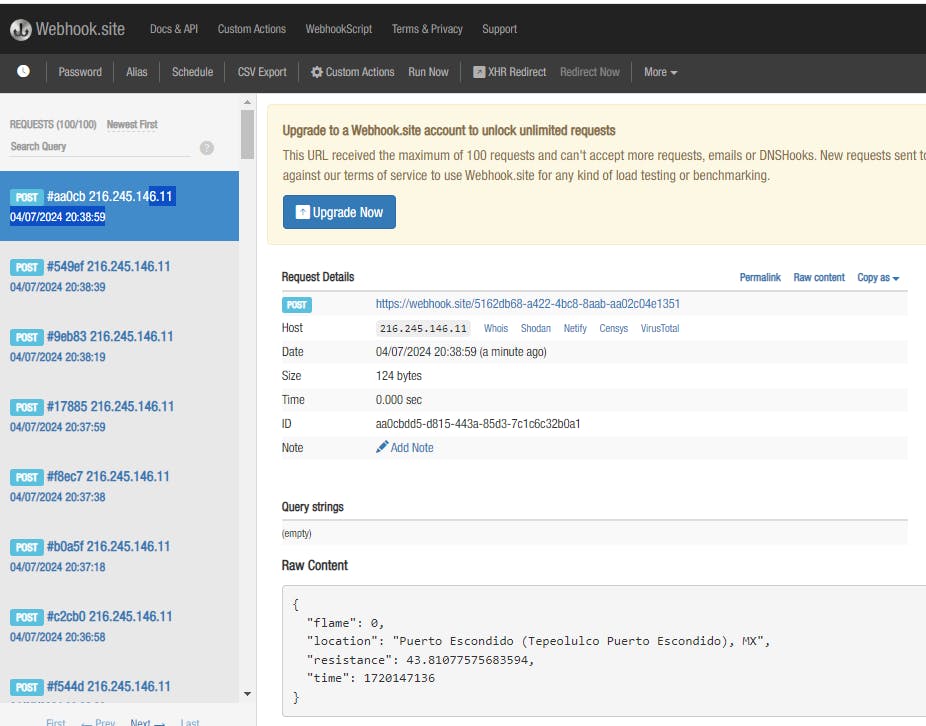 Webhook.site Docs & API Custom Actions WebhookScript Terms & Privacy Support
Password Alias Schedule CSV Export Custom Actions Run Now XHR Redirect Redirect Now More
REQUESTS (100/100) Newest First
Search Query ?
POST #aa0cb 216.245.146.11
04/07/2024 20:38:59
POST #549ef 216.245.146.11
04/07/2024 20:38:39
POST #9eb83 216.245.146.11
04/07/2024 20:38:19
POST #17885 216.245.146.11
04/07/2024 20:37:59
POST #f8ec7 216.245.146.11
04/07/2024 20:37:38
POST #b0a5f 216.245.146.11
04/07/2024 20:37:18
POST #c2cb0 216.245.146.11
04/07/2024 20:36:58
POST #f544d 216.245.146.11
First ← Prev Next → Last
Upgrade to a Webhook.site account to unlock unlimited requests
This URL received the maximum of 100 requests and can't accept more requests, emails or DNSHooks. New requests sent to
against our terms of service to use Webhook.site for any kind of load testing or benchmarking.
Upgrade Now
Request Details Permalink Raw content Copy as
POST https://webhook.site/5162db68-a422-4bc8-8aab-aa02c04e1351
Host 216.245.146.11 Whois Shodan Netify Censys VirusTotal
Date 04/07/2024 20:38:59 (a minute ago)
Size 124 bytes
Time 0.000 sec
ID aa0cbdd5-d815-443a-85d3-7c1c6c32b0a1
Note Add Note
Query strings
(empty)
Raw Content
{
"flame": 0,
"location": "Puerto Escondido (Tepeolulco Puerto Escondido), MX",
"resistance": 43.81077575683594,
"time": 1720147136
}